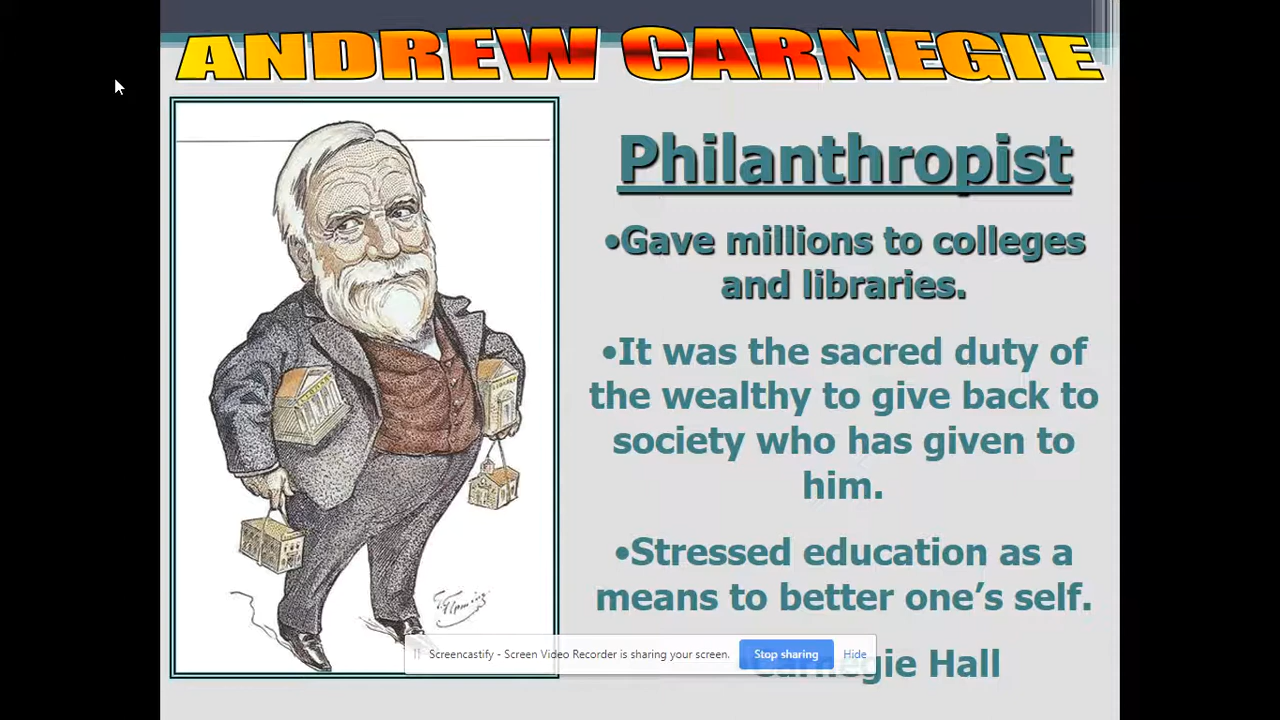 ANDREW CARNEGIE
Philanthropist
•Gave millions to colleges
and libraries.
•It was the sacred duty of
the wealthy to give back to
society who has given to
him.
•Stressed education as a
means to better one's self.
Carnegie Hall
Screencastify - Screen Video Recorder is sharing your screen. Stop sharing Hide
LIBRARY